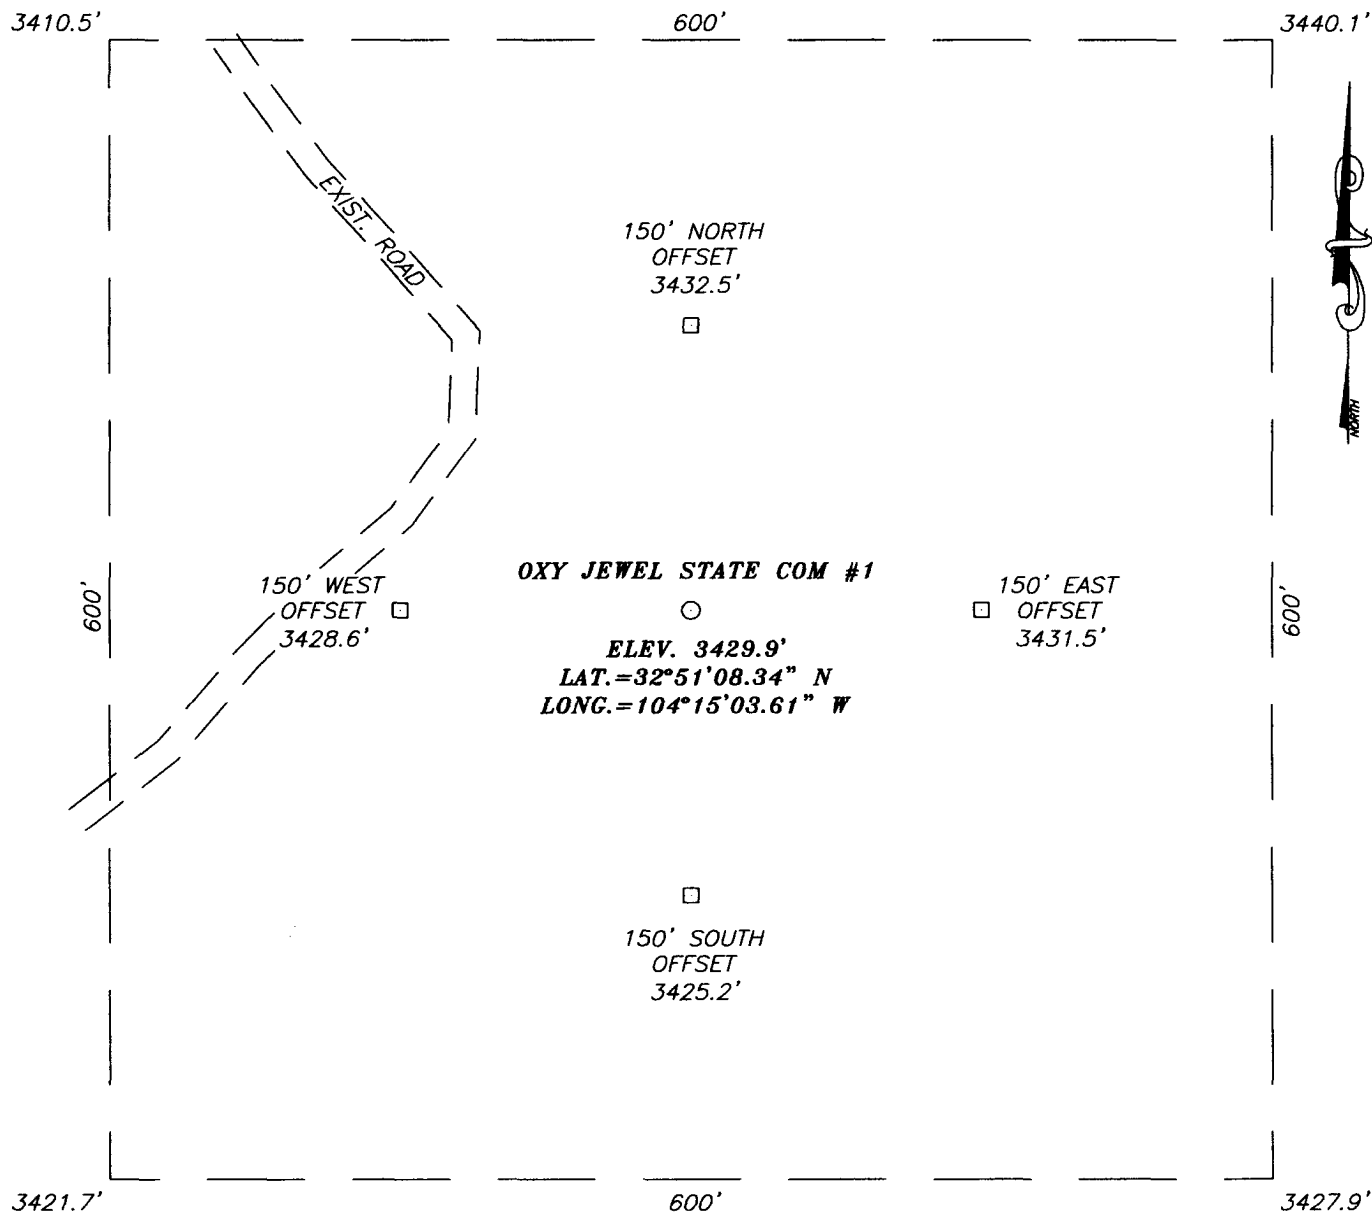 3410.5'
600'
3440.1'
EXIST. ROAD
150' NORTH
OFFSET
3432.5'
NORTH
600'
150' WEST
OFFSET
3428.6'
OXY JEWEL STATE COM #1
ELEV. 3429.9'
LAT.=32°51'08.34" N
LONG.=104°15'03.61" W
150' EAST
OFFSET
3431.5'
600'
150' SOUTH
OFFSET
3425.2'
3421.7'
600'
3427.9'